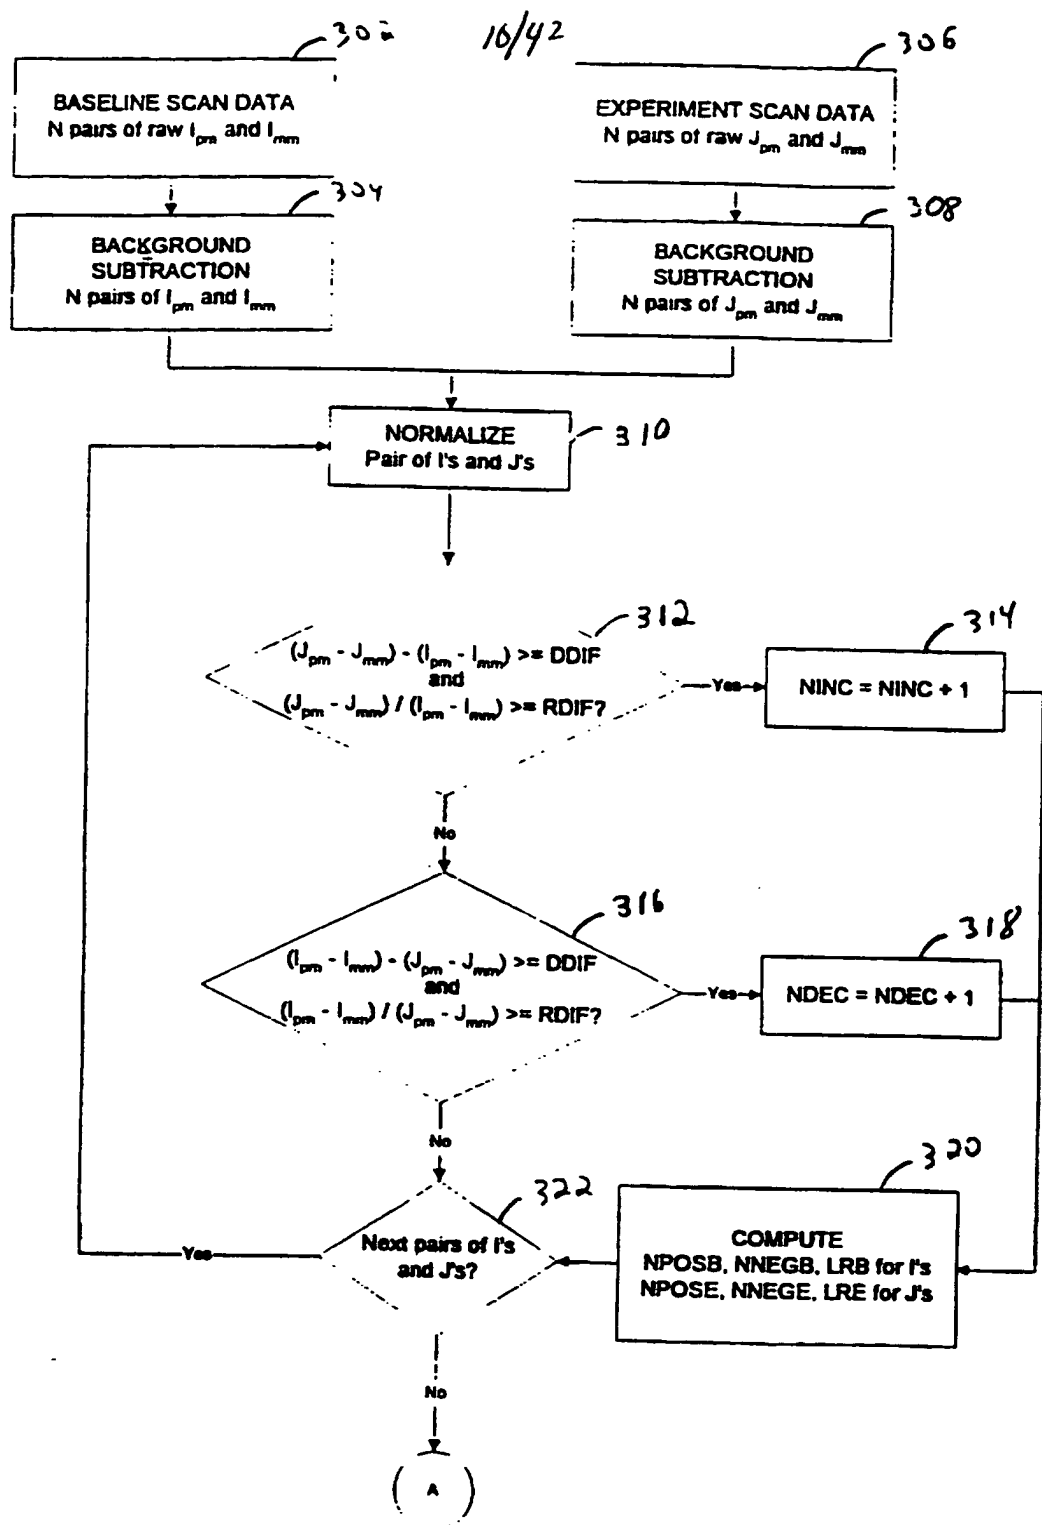 302
10/42
306
BASELINE SCAN DATA
N pairs of raw Ipm and Imm
EXPERIMENT SCAN DATA
N pairs of raw Jpm and Jmm
304
308
BACKGROUND
SUBTRACTION
N pairs of Ipm and Imm
BACKGROUND
SUBTRACTION
N pairs of Jpm and Jmm
NORMALIZE
Pair of I's and J's
310
312
(Jpm - Jmm) - (Ipm - Imm) >= DDIF
and
(Jpm - Jmm) / (Ipm - Imm) >= RDIF?
Yes
314
NINC = NINC + 1
No
316
(Ipm - Imm) - (Jpm - Jmm) >= DDIF
and
(Ipm - Imm) / (Jpm - Jmm) >= RDIF?
Yes
318
NDEC = NDEC + 1
No
322
Next pairs of I's
and J's?
Yes
320
COMPUTE
NPOSB, NNEGB, LRB for I's
NPOSE, NNEGE, LRE for J's
No
A